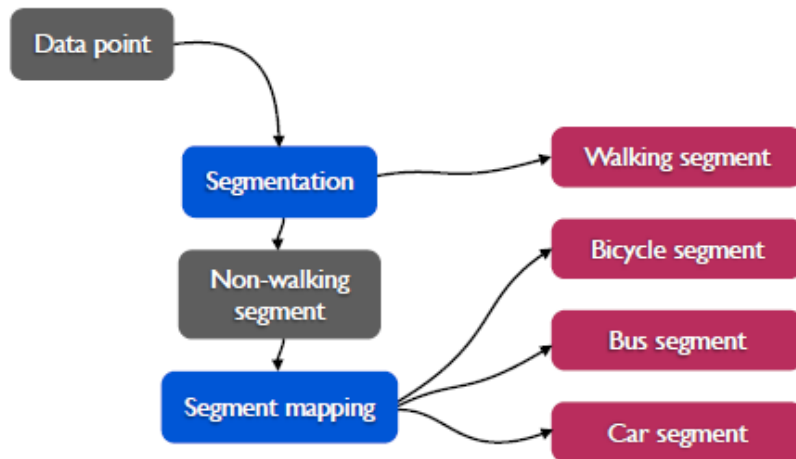 Data point
Segmentation
Walking segment
Non-walking
segment
Bicycle segment
Bus segment
Segment mapping
Car segment